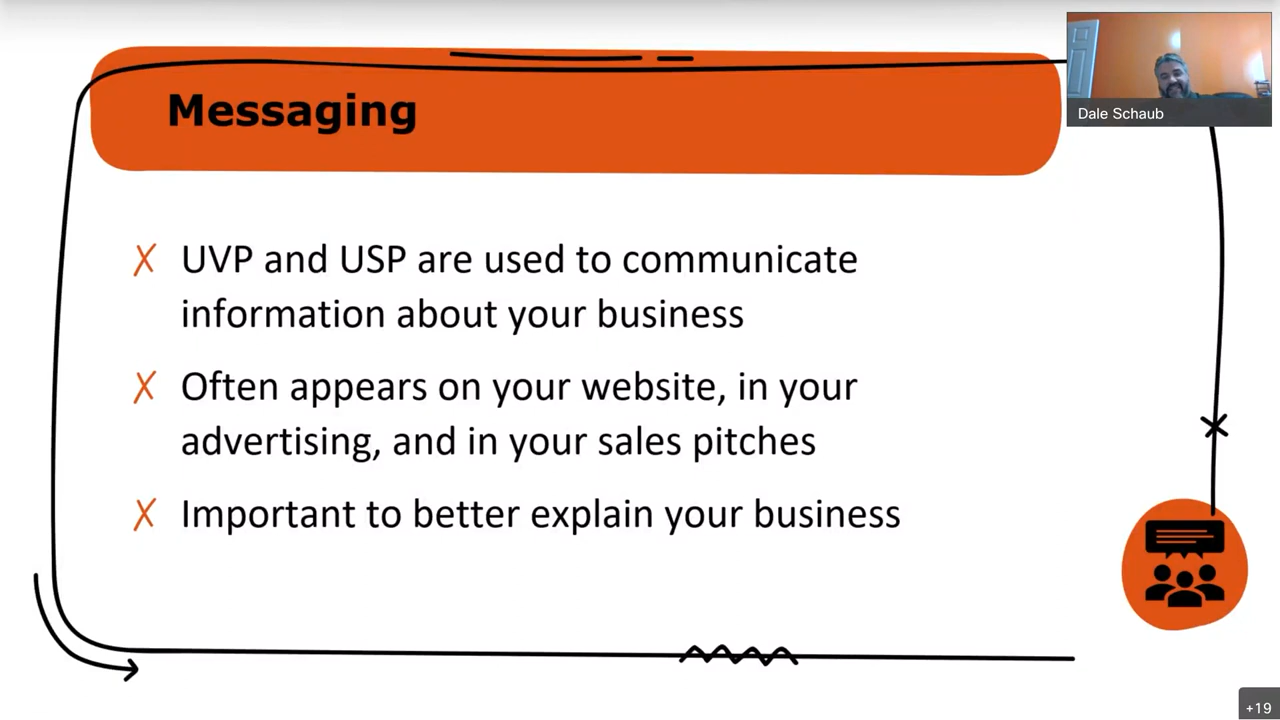 Messaging
Dale Schaub
UVP and USP are used to communicate
information about your business
Often appears on your website, in your
advertising, and in your sales pitches
Important to better explain your business
+19